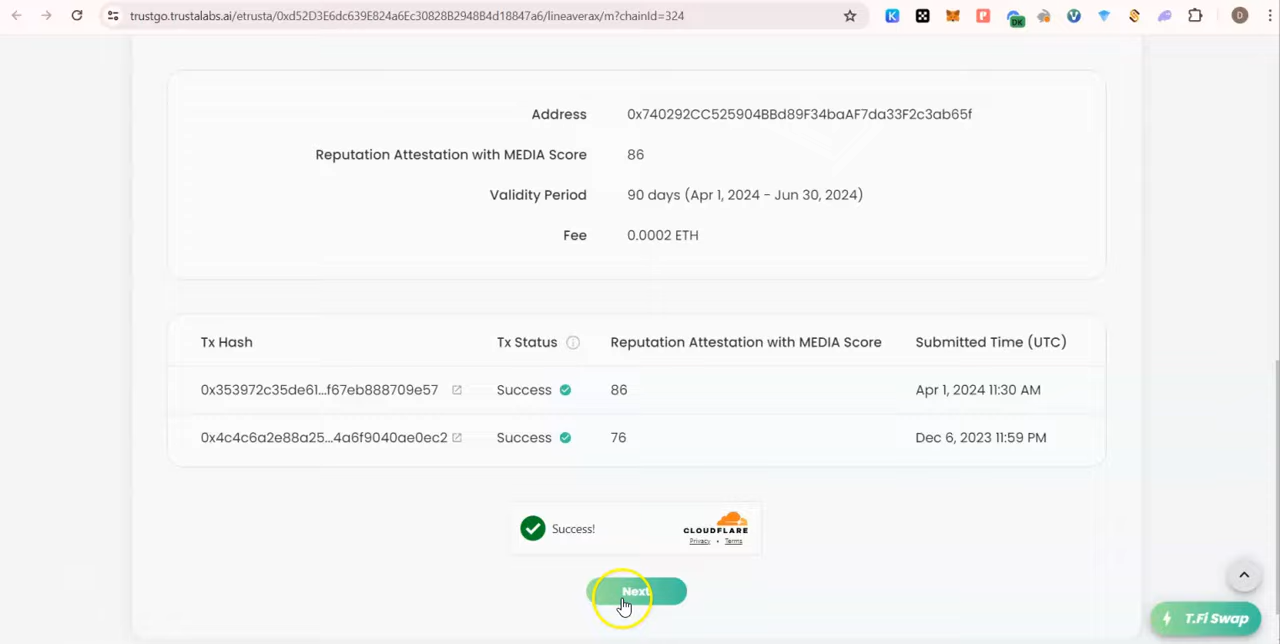 trustgo.trustalabs.ai/etrusta/0xd52D3E6dc639E824a6Ec30828B2948B4d18847a6/lineaverax/m?chainId=324
DK
D
Address 0x740292CC525904BBd89F34baAF7da33F2c3ab65f
Reputation Attestation with MEDIA Score 86
Validity Period 90 days (Apr 1, 2024 - Jun 30, 2024)
Fee 0.0002 ETH
Tx Hash Tx Status Reputation Attestation with MEDIA Score Submitted Time (UTC)
0x353972c35de61...f67eb888709e57 Success 86 Apr 1, 2024 11:30 AM
0x4c4c6a2e88a25...4a6f9040ae0ec2 Success 76 Dec 6, 2023 11:59 PM
Success!
CLOUDFLARE
Privacy • Terms
Next
T.Fi Swap